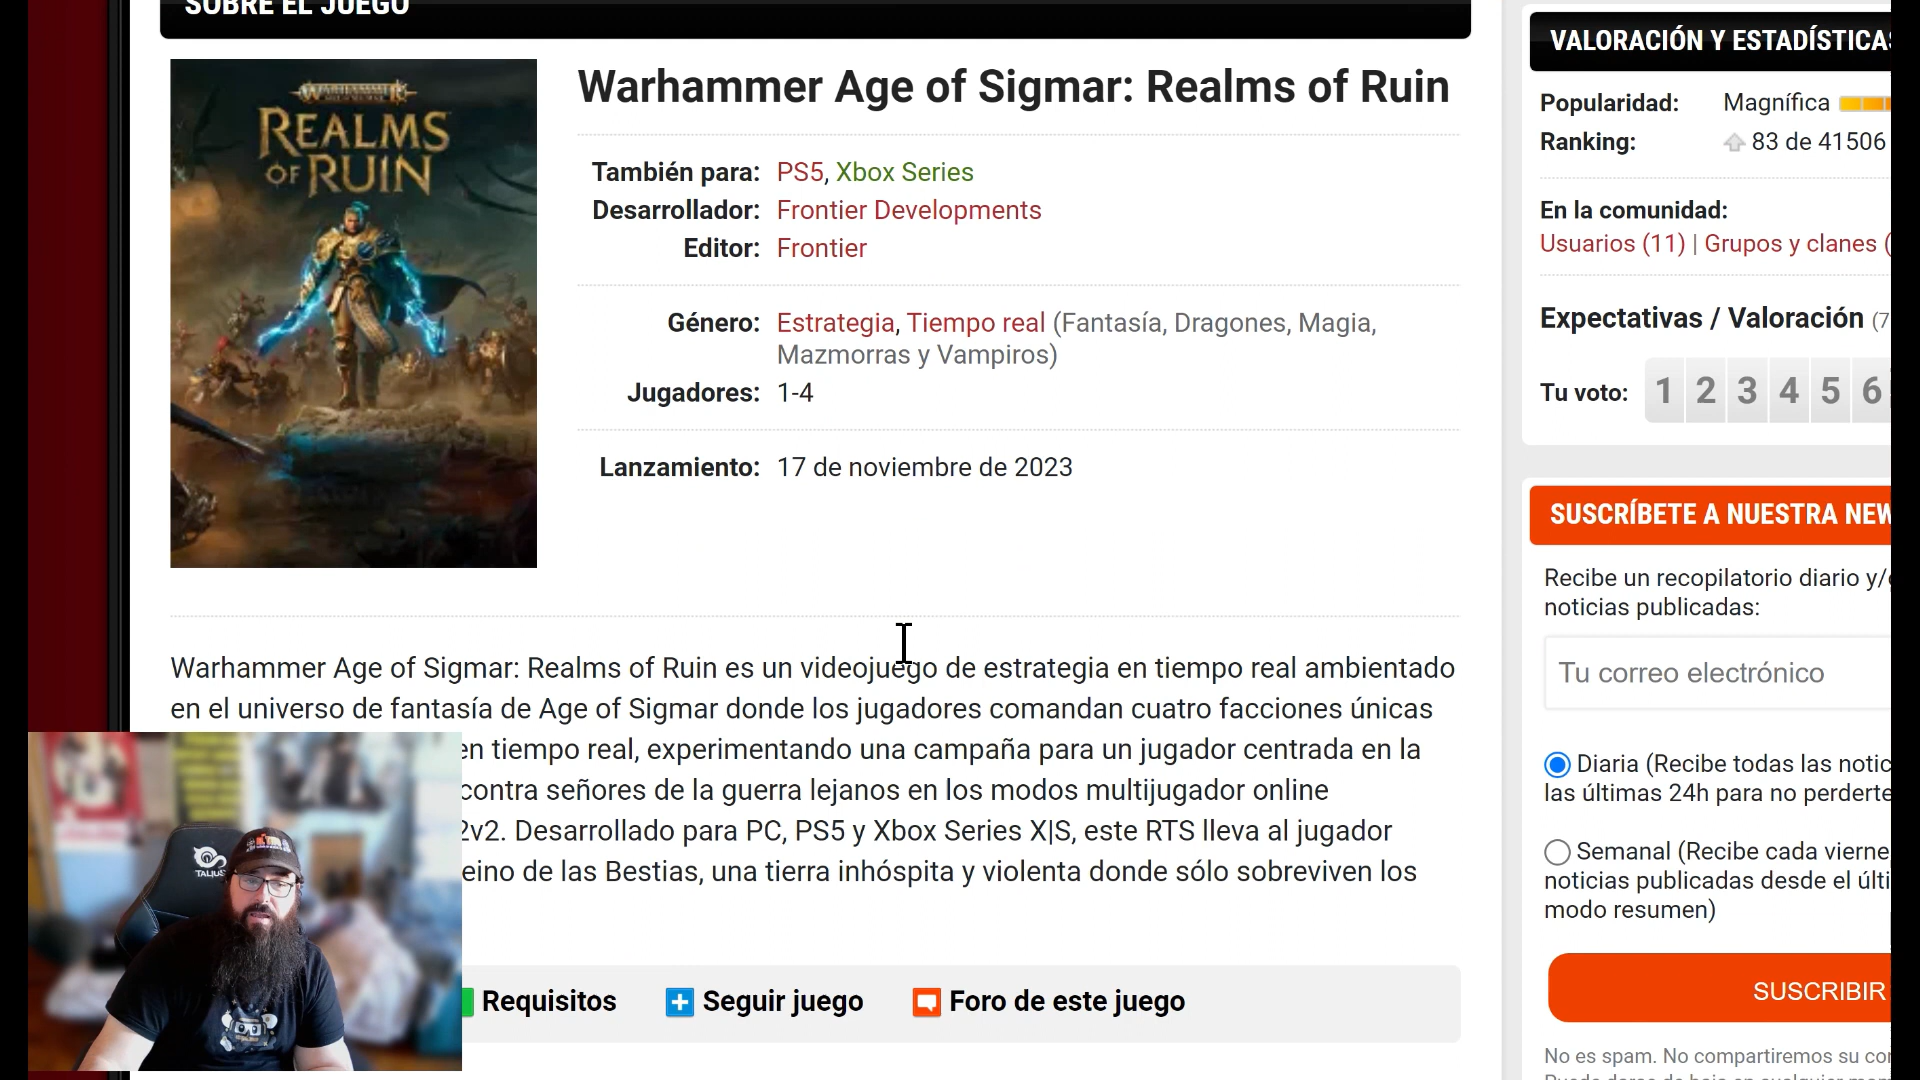 SOBRE EL JUEGO
WARHAMMER
REALMS
OF RUIN
Warhammer Age of Sigmar: Realms of Ruin
También para: PS5, Xbox Series
Desarrollador: Frontier Developments
Editor: Frontier
Género: Estrategia, Tiempo real (Fantasía, Dragones, Magia,
Mazmorras y Vampiros)
Jugadores: 1-4
Lanzamiento: 17 de noviembre de 2023
Warhammer Age of Sigmar: Realms of Ruin es un videojuego de estrategia en tiempo real ambientado
en el universo de fantasía de Age of Sigmar donde los jugadores comandan cuatro facciones únicas
en tiempo real, experimentando una campaña para un jugador centrada en la
contra señores de la guerra lejanos en los modos multijugador online
2v2. Desarrollado para PC, PS5 y Xbox Series X|S, este RTS lleva al jugador
eino de las Bestias, una tierra inhóspita y violenta donde sólo sobreviven los
Requisitos
Seguir juego
Foro de este juego
TALIUS
VALORACIÓN Y ESTADÍSTICAS
Popularidad: Magnífica
Ranking: 83 de 41506
En la comunidad:
Usuarios (11) | Grupos y clanes (
Expectativas / Valoración (7
Tu voto: 1 2 3 4 5 6
SUSCRÍBETE A NUESTRA NEW
Recibe un recopilatorio diario y/
noticias publicadas:
Tu correo electrónico
Diaria (Recibe todas las notic
las últimas 24h para no perderte
Semanal (Recibe cada vierne
noticias publicadas desde el últi
modo resumen)
SUSCRIBIR
No es spam. No compartiremos su cor